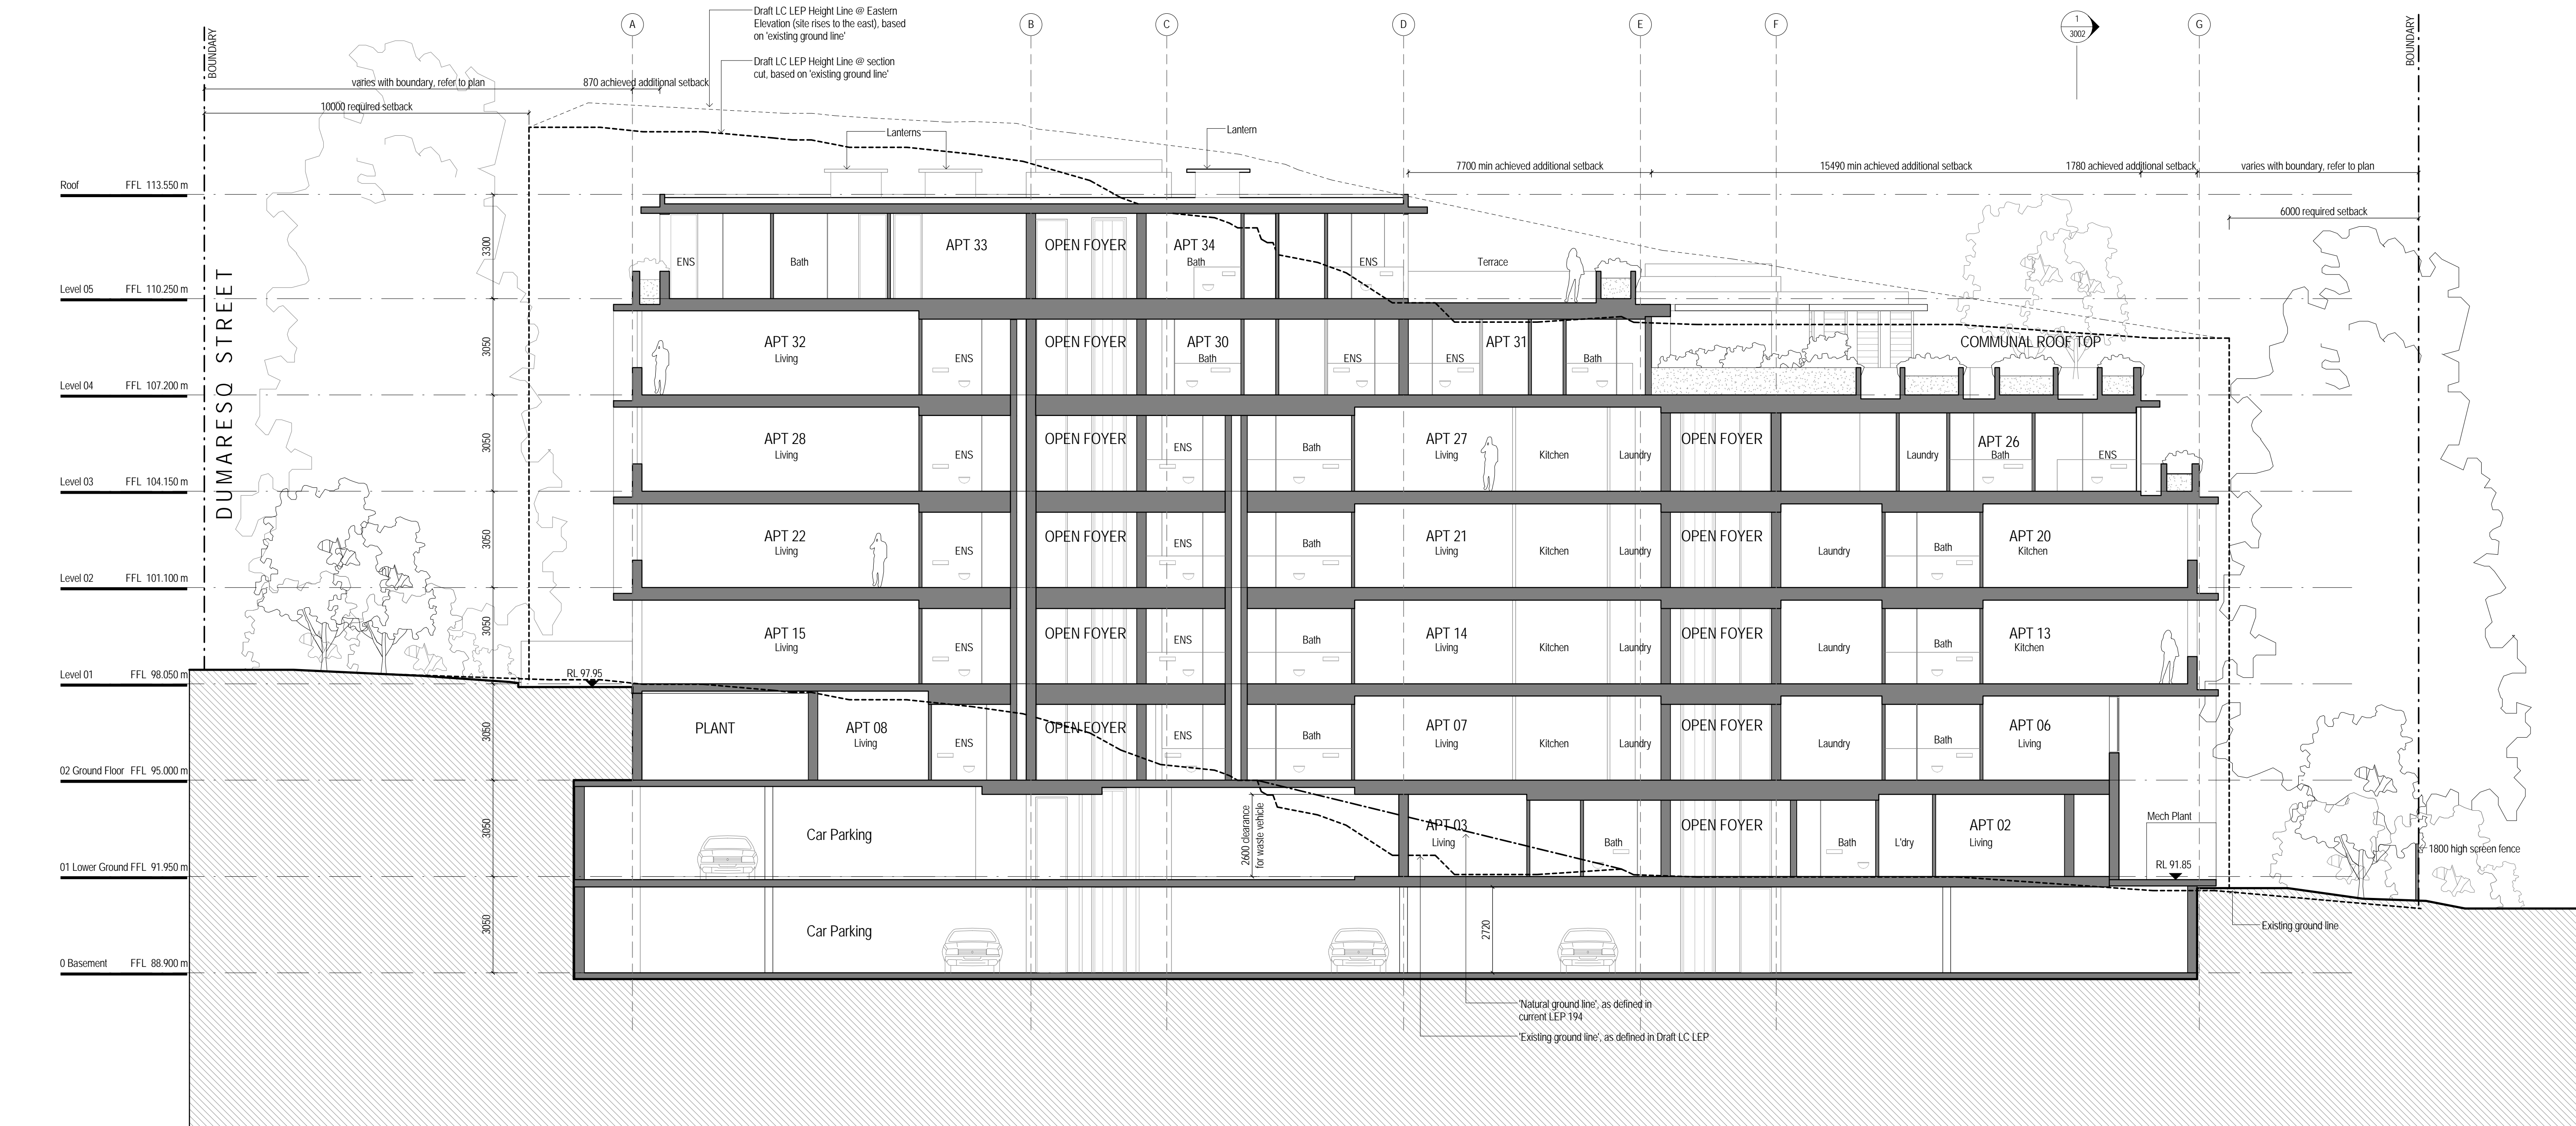 A
B
C
D
E
F
G
1
3002
BOUNDARY
BOUNDARY
Draft LC LEP Height Line @ Eastern
Elevation (site rises to the east), based
on 'existing ground line'
Draft LC LEP Height Line @ section
cut, based on 'existing ground line'
varies with boundary, refer to plan
870 achieved additional setback
10000 required setback
Lanterns
Lantern
7700 min achieved additional setback
15490 min achieved additional setback
1780 achieved additional setback
varies with boundary, refer to plan
6000 required setback
DUMARESQ STREET
Roof FFL 113.550 m
3300
ENS
Bath
APT 33
OPEN FOYER
APT 34
Bath
ENS
Terrace
Level 05 FFL 110.250 m
3050
APT 32
Living
ENS
OPEN FOYER
APT 30
Bath
ENS
ENS
APT 31
Bath
COMMUNAL ROOF TOP
Level 04 FFL 107.200 m
3050
APT 28
Living
ENS
OPEN FOYER
ENS
Bath
APT 27
Living
Kitchen
Laundry
OPEN FOYER
Laundry
APT 26
Bath
ENS
Level 03 FFL 104.150 m
3050
APT 22
Living
ENS
OPEN FOYER
ENS
Bath
APT 21
Living
Kitchen
Laundry
OPEN FOYER
Laundry
Bath
APT 20
Kitchen
Level 02 FFL 101.100 m
3050
APT 15
Living
ENS
OPEN FOYER
ENS
Bath
APT 14
Living
Kitchen
Laundry
OPEN FOYER
Laundry
Bath
APT 13
Kitchen
Level 01 FFL 98.050 m
RL 97.95
3050
PLANT
APT 08
Living
ENS
OPEN FOYER
ENS
Bath
APT 07
Living
Kitchen
Laundry
OPEN FOYER
Laundry
Bath
APT 06
Living
02 Ground Floor FFL 95.000 m
3050
Car Parking
2600 clearance
for waste vehicle
APT 03
Living
Bath
OPEN FOYER
Bath
L'dry
APT 02
Living
Mech Plant
RL 91.85
1800 high screen fence
01 Lower Ground FFL 91.950 m
3050
Car Parking
2720
Existing ground line
0 Basement FFL 88.900 m
'Natural ground line', as defined in
current LEP 194
'Existing ground line', as defined in Draft LC LEP